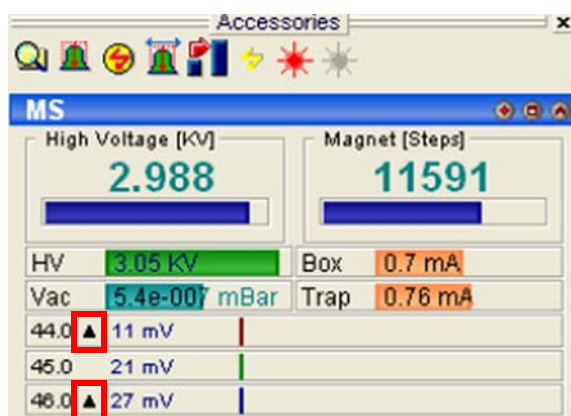 Accessories x
MS
High Voltage [KV] Magnet [Steps]
2.988 11591
HV 3.05 KV Box 0.7 mA
Vac 5.4e-007 mBar Trap 0.76 mA
44.0 ▲ 11 mV
45.0 21 mV
46.0 ▲ 27 mV